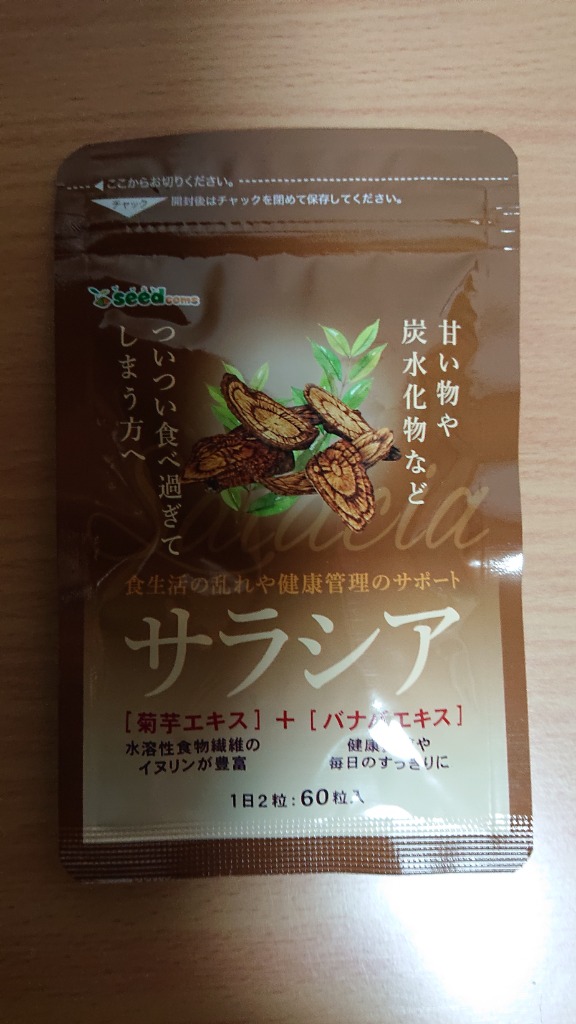 ここからお切りください。
チャック
開封後はチャックを閉めて保存してください。
seedcoms
甘い物や
炭水化物など
ついつい食べ過ぎて
しまう方へ
Salacia
食生活の乱れや健康管理のサポート
サラシア
[菊芋エキス]+[バナバエキス]
水溶性食物繊維の
イヌリンが豊富
健康 や
毎日のすっきりに
1日2粒:60粒入